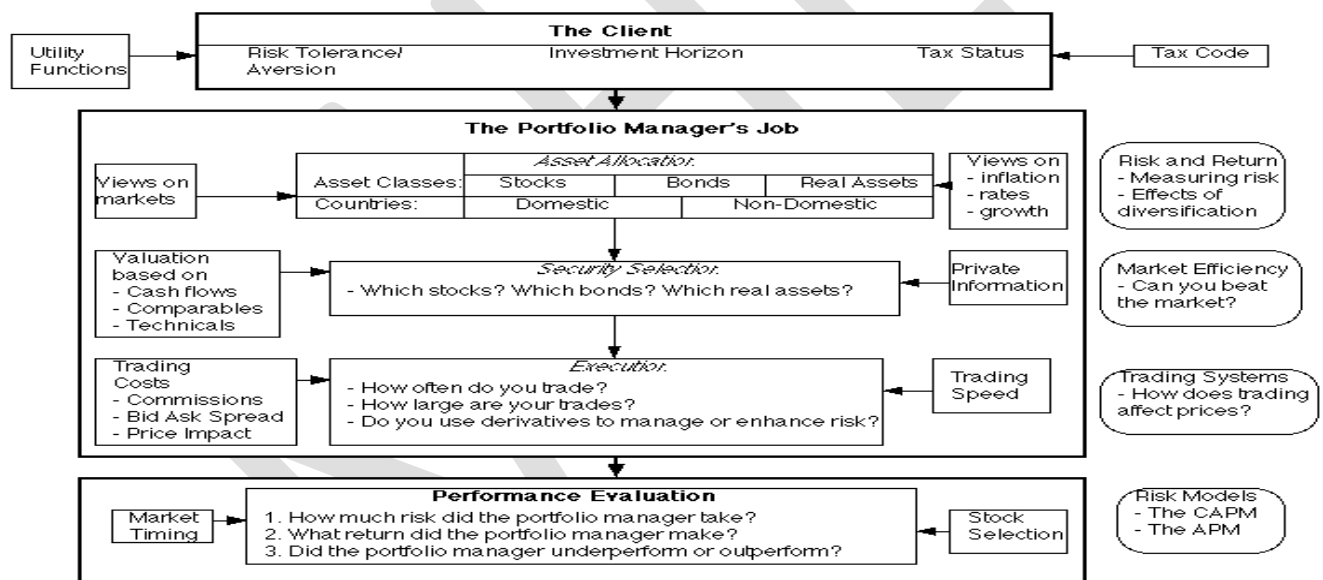 The Client
Utility
Functions
Risk Tolerance/
Aversion
Investment Horizon
Tax Status
Tax Code
The Portfolio Manager's Job
Views on
markets
Asset Allocation
Asset Classes:
Stocks
Bonds
Real Assets
Countries:
Domestic
Non-Domestic
Views on
- inflation
- rates
- growth
Risk and Return
- Measuring risk
- Effects of
diversification
Valuation
based on
- Cash flows
- Comparables
- Technicals
Security Selection
- Which stocks? Which bonds? Which real assets?
Private
Information
Market Efficiency
- Can you beat
the market?
Trading
Costs
- Commissions
- Bid Ask Spread
- Price Impact
Execution
- How often do you trade?
- How large are your trades?
- Do you use derivatives to manage or enhance risk?
Trading
Speed
Trading Systems
- How does trading
affect prices?
Performance Evaluation
Market
Timing
1. How much risk did the portfolio manager take?
2. What return did the portfolio manager make?
3. Did the portfolio manager underperform or outperform?
Stock
Selection
Risk Models
- The CAPM
- The APM